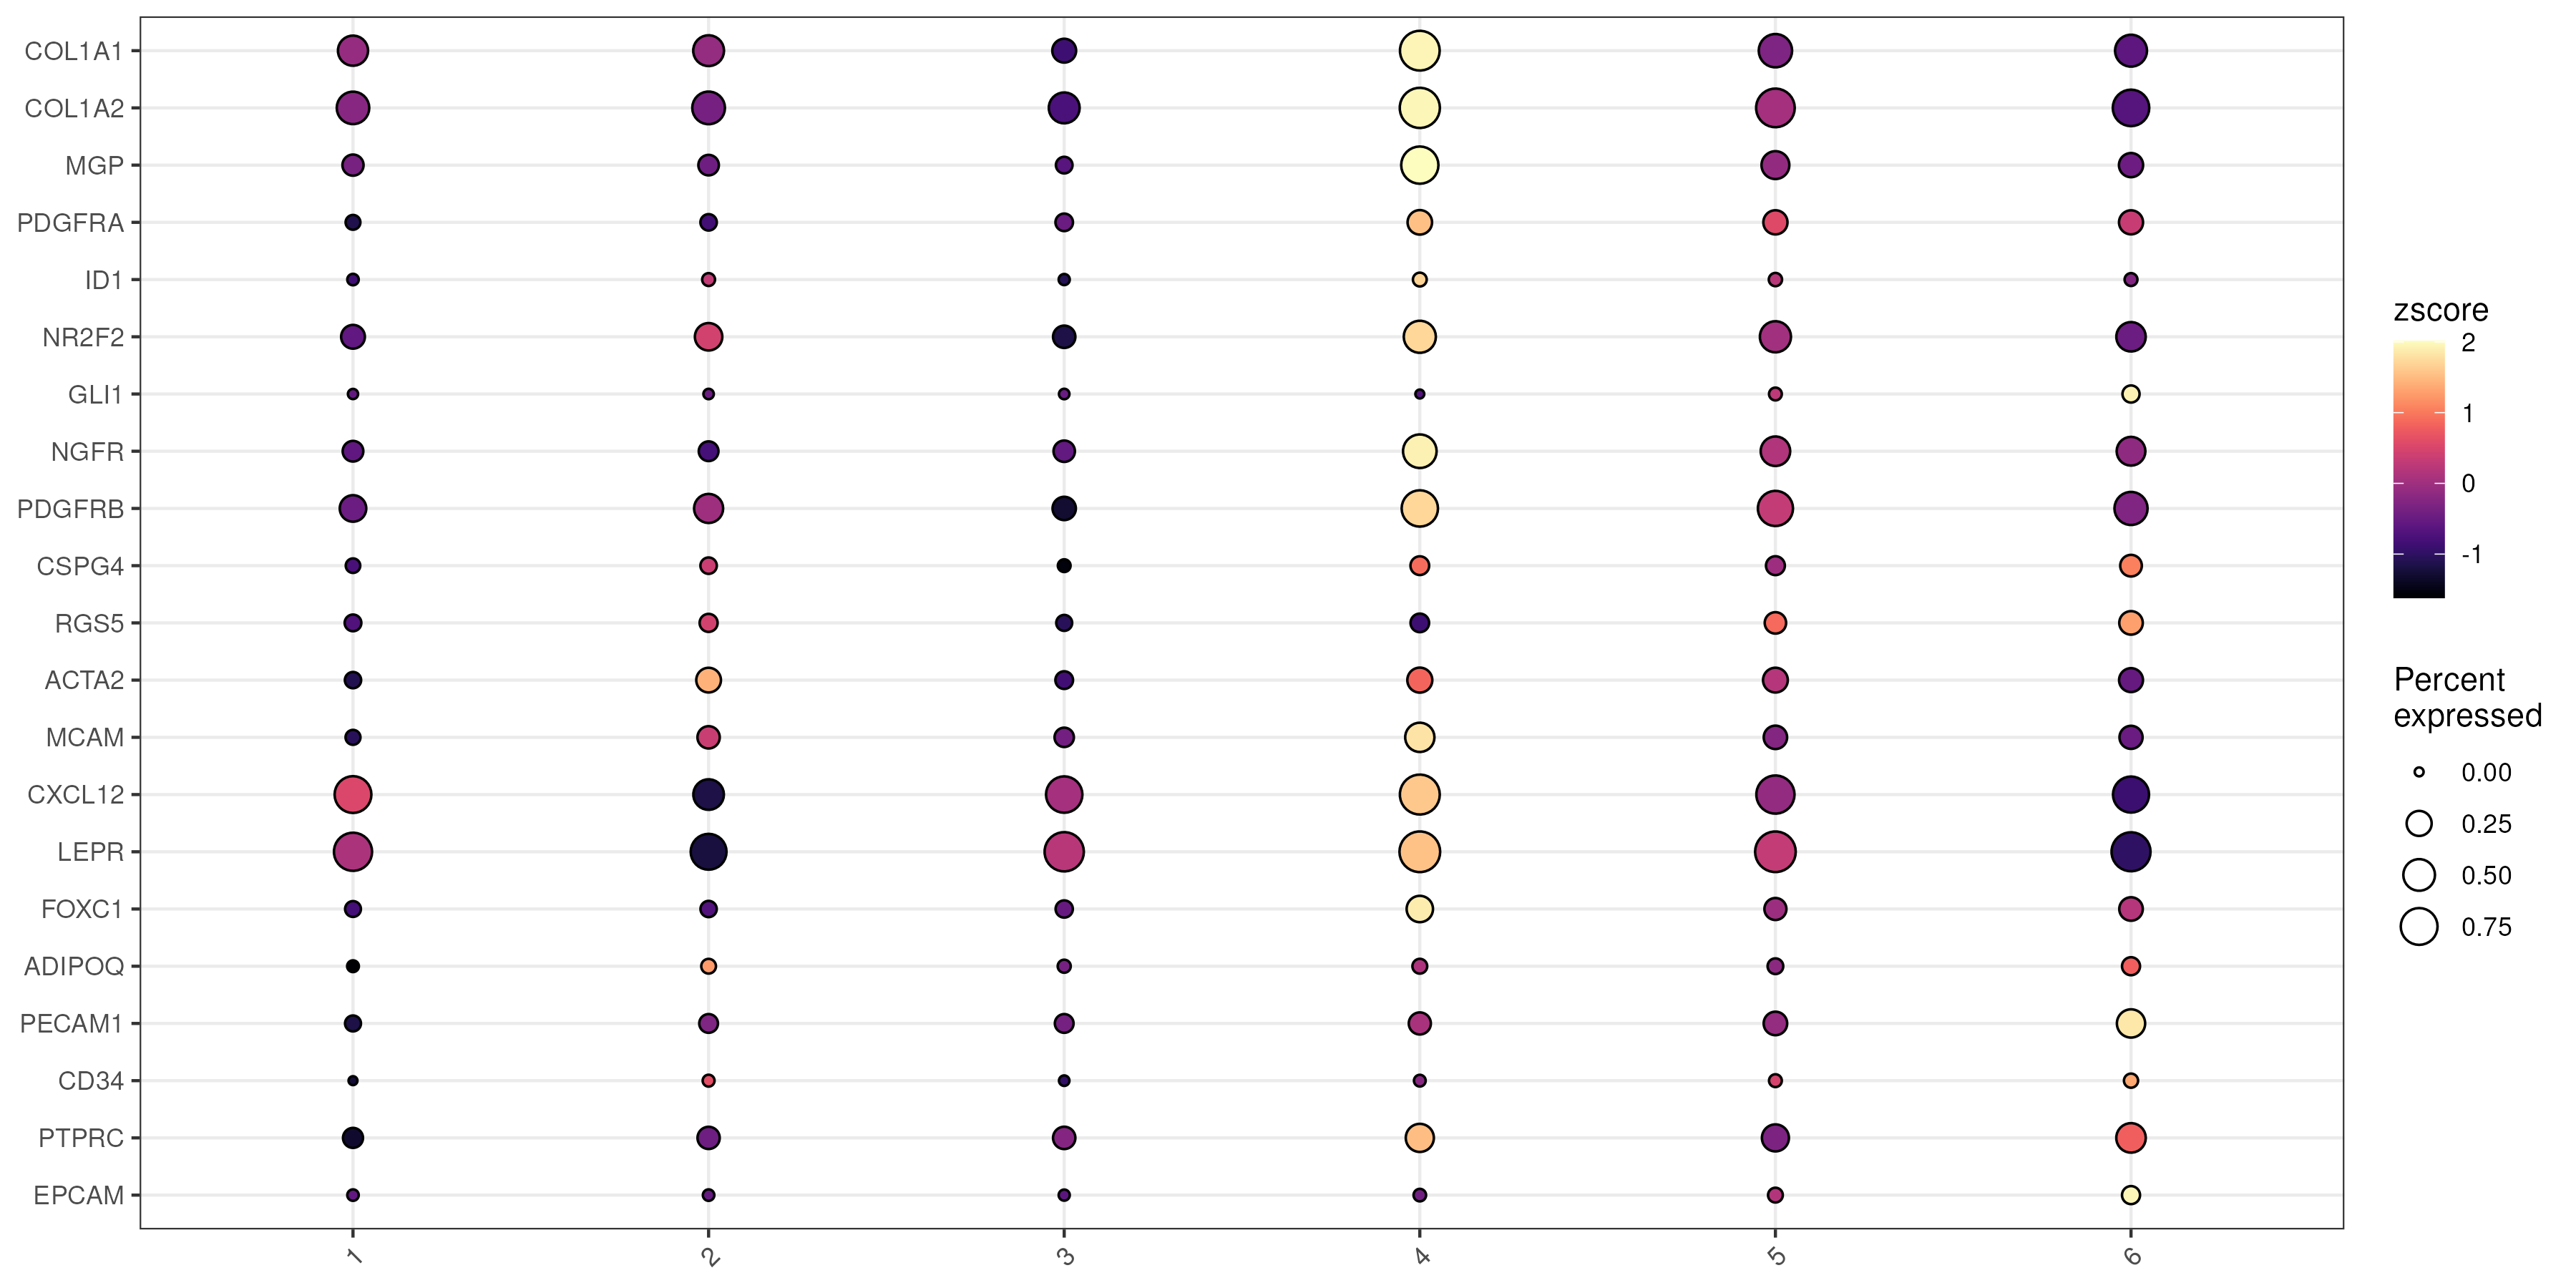 COL1A1
COL1A2
MGP
PDGFRA
ID1
NR2F2
GLI1
NGFR
PDGFRB
CSPG4
RGS5
ACTA2
MCAM
CXCL12
LEPR
FOXC1
ADIPOQ
PECAM1
CD34
PTPRC
EPCAM
1 2 3 4 5 6
zscore
2
1
0
-1
Percent
expressed
0.00
0.25
0.50
0.75